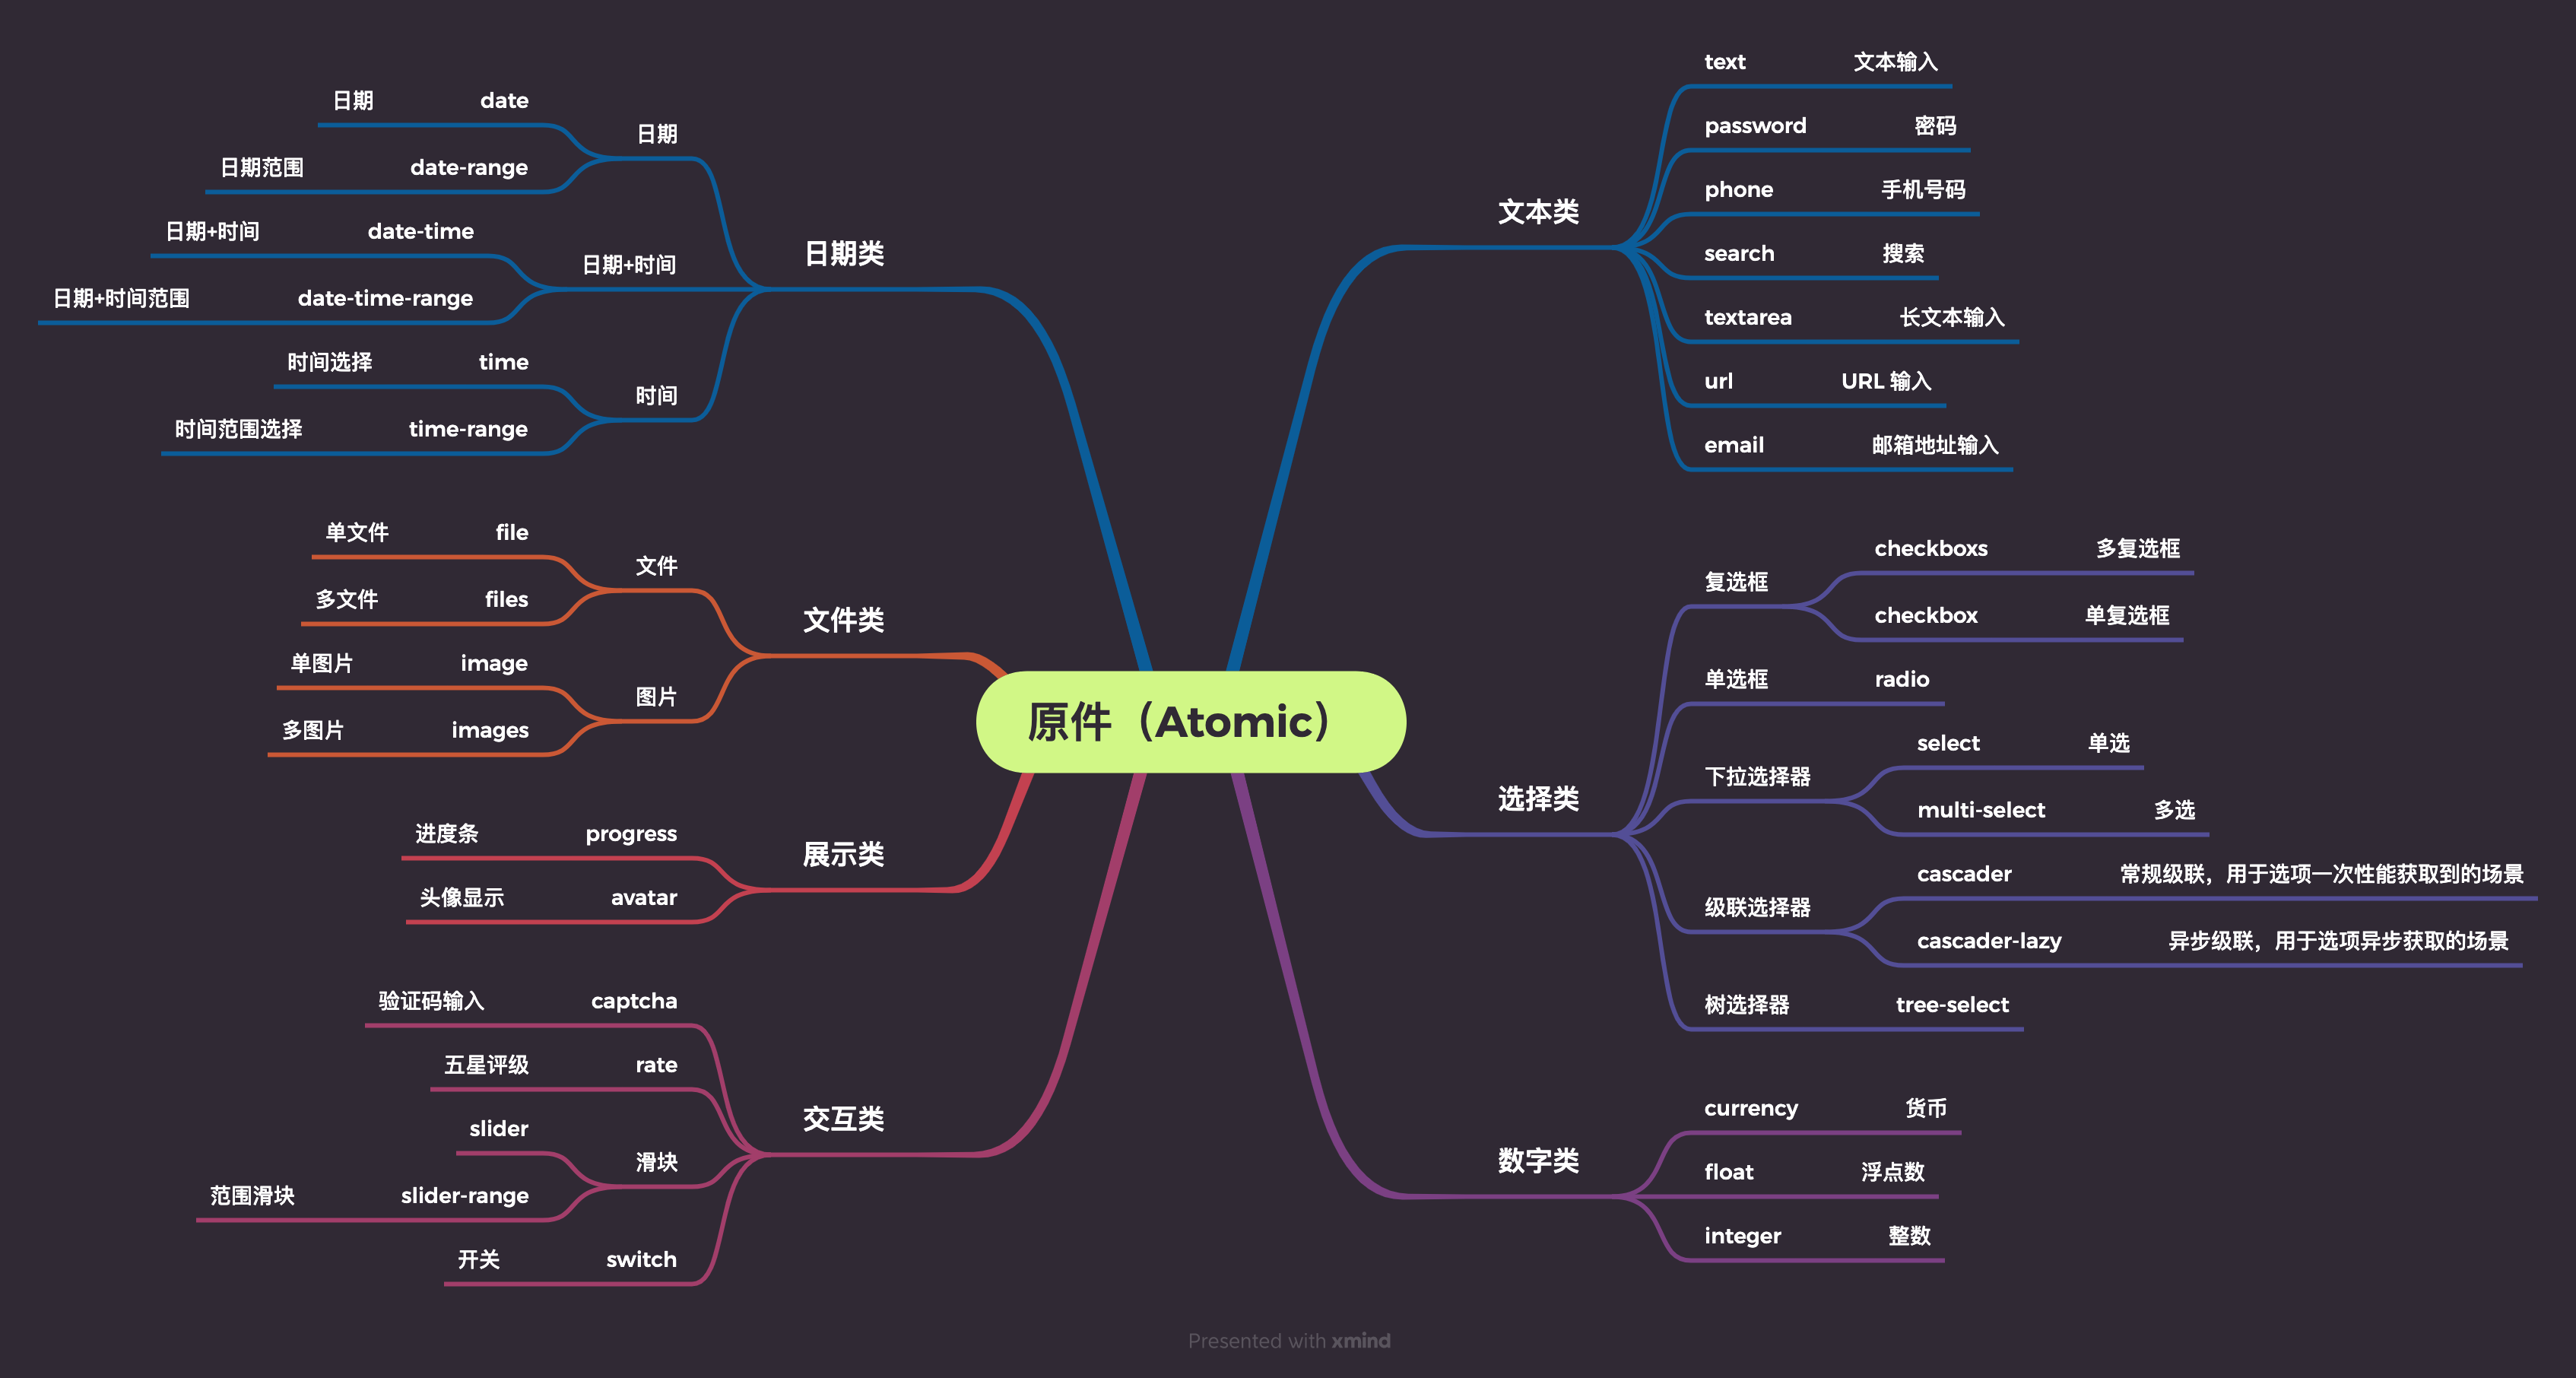 原件（Atomic）
文本类
text 文本输入
password 密码
phone 手机号码
search 搜索
textarea 长文本输入
url URL 输入
email 邮箱地址输入
选择类
复选框
checkboxs 多复选框
checkbox 单复选框
单选框 radio
下拉选择器
select 单选
multi-select 多选
级联选择器
cascader 常规级联，用于选项一次性能获取到的场景
cascader-lazy 异步级联，用于选项异步获取的场景
树选择器 tree-select
数字类
currency 货币
float 浮点数
integer 整数
日期类
日期
日期 date
日期范围 date-range
日期+时间
日期+时间 date-time
日期+时间范围 date-time-range
时间
时间选择 time
时间范围选择 time-range
文件类
文件
单文件 file
多文件 files
图片
单图片 image
多图片 images
展示类
进度条 progress
头像显示 avatar
交互类
验证码输入 captcha
五星评级 rate
滑块
slider
范围滑块 slider-range
开关 switch
Presented with xmind